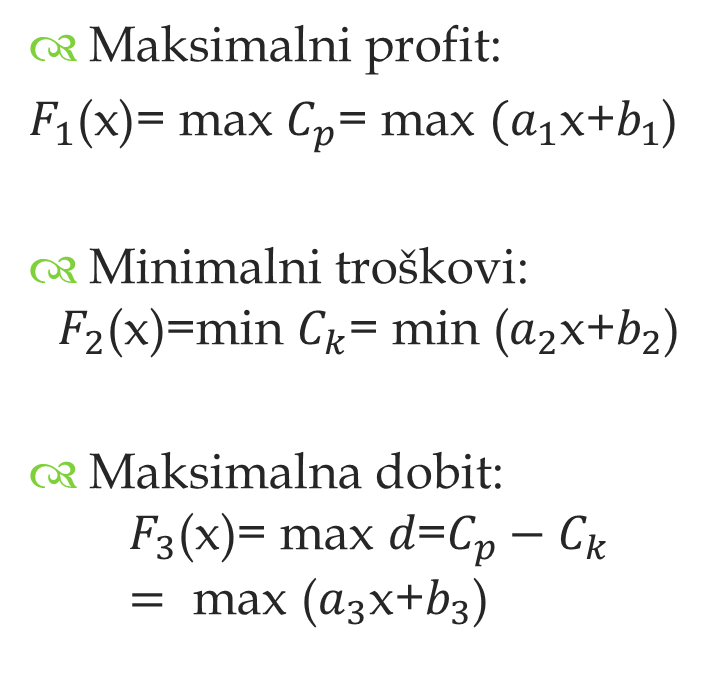 Maksimalni profit:
F₁(x)= max Cₚ= max (a₁x+b₁)
Minimalni troškovi:
F₂(x)=min Cₖ= min (a₂x+b₂)
Maksimalna dobit:
F₃(x)= max d=Cₚ − Cₖ
= max (a₃x+b₃)